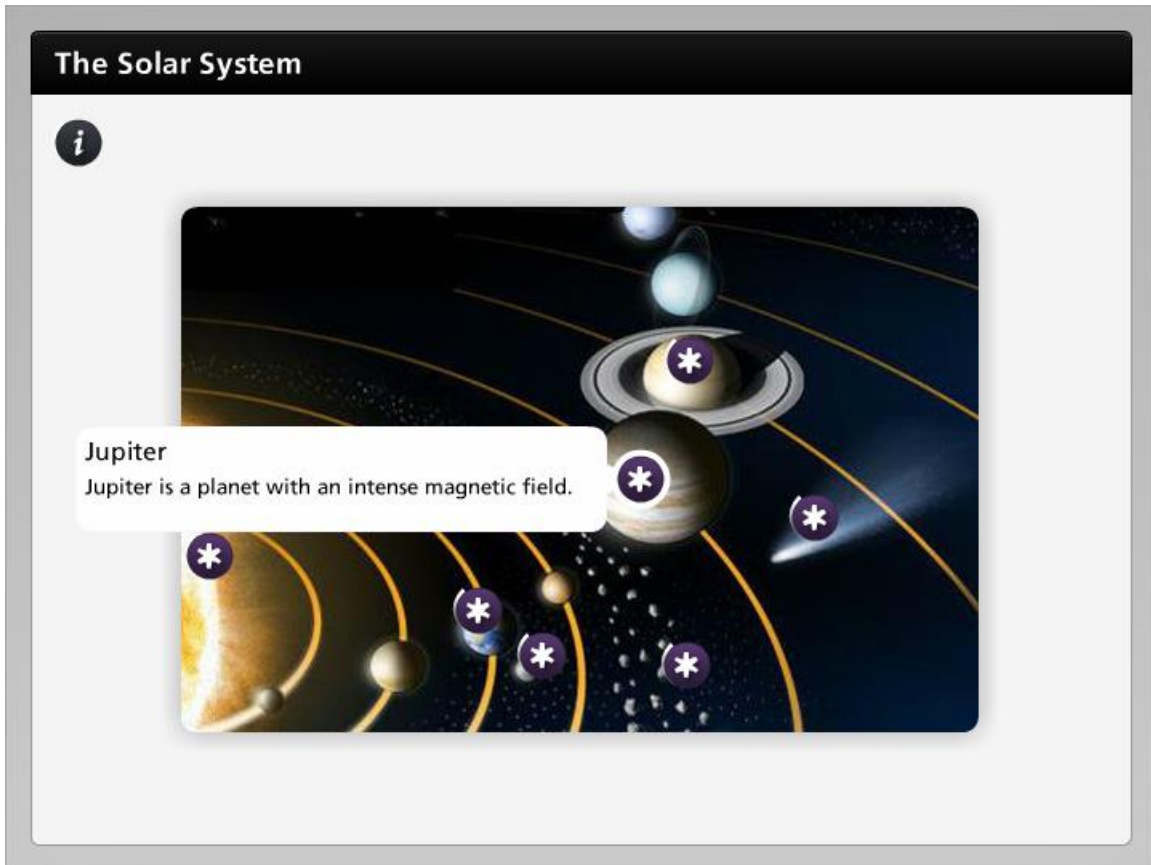 The Solar System
i
Jupiter
Jupiter is a planet with an intense magnetic field.